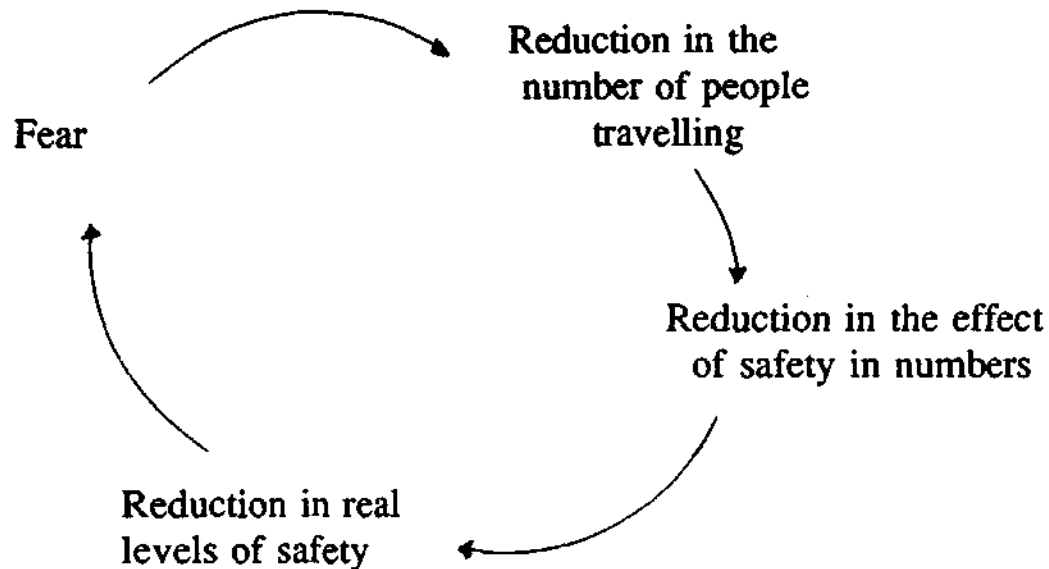 Fear
Reduction in the
number of people
travelling
Reduction in the effect
of safety in numbers
Reduction in real
levels of safety